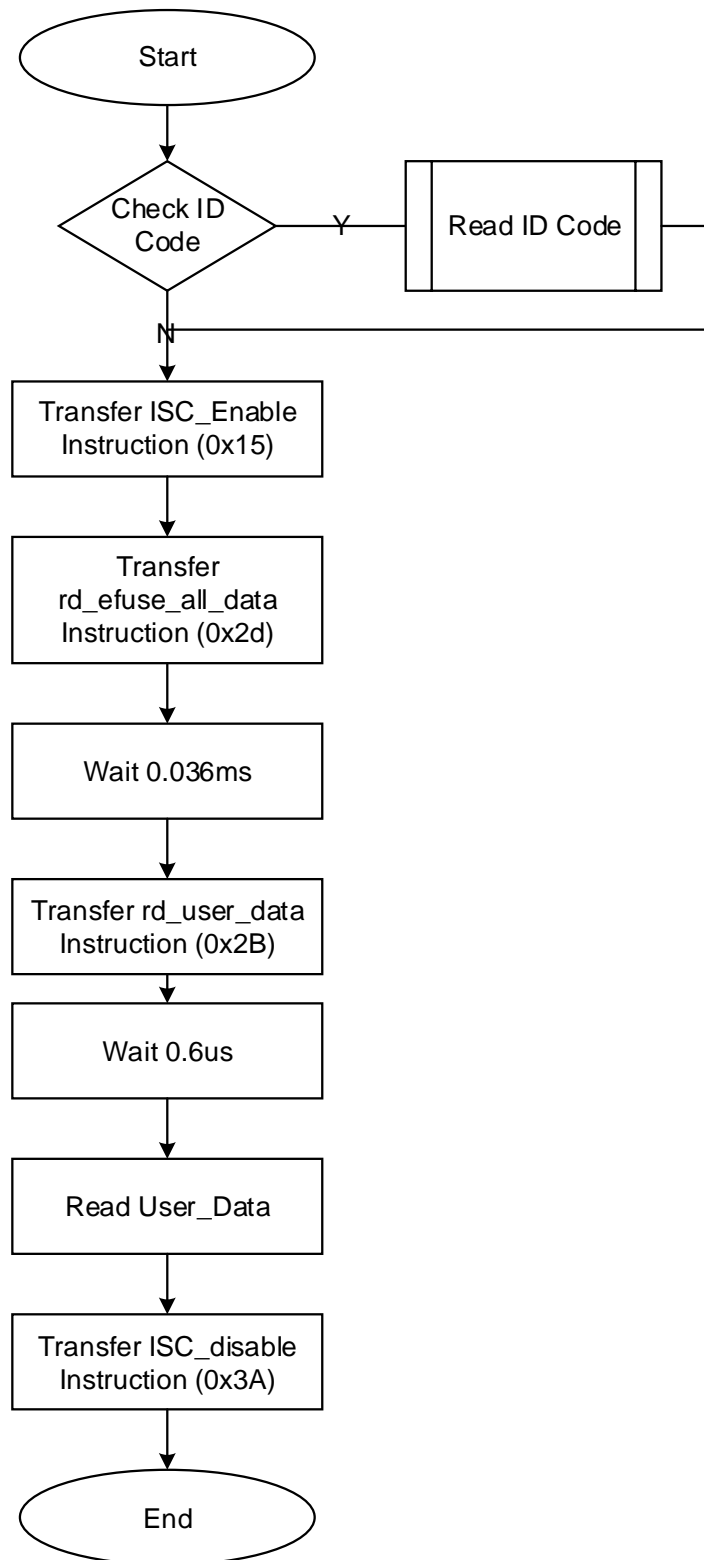 Start
Check ID
Code
Y
Read ID Code
N
Transfer ISC_Enable
Instruction (0x15)
Transfer
rd_efuse_all_data
Instruction (0x2d)
Wait 0.036ms
Transfer rd_user_data
Instruction (0x2B)
Wait 0.6us
Read User_Data
Transfer ISC_disable
Instruction (0x3A)
End